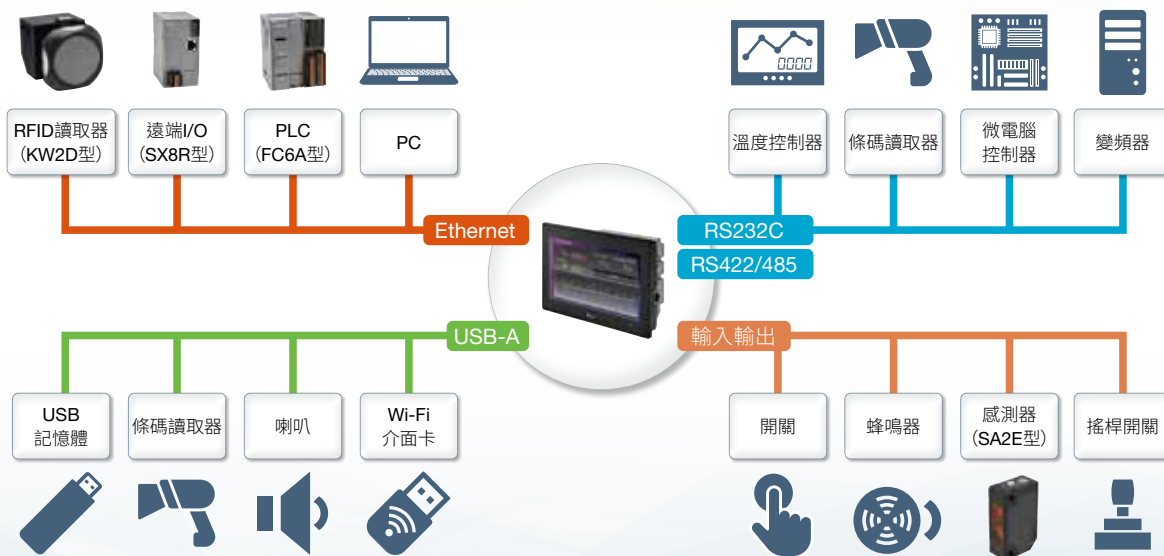 RFID讀取器
(KW2D型)
遠端I/O
(SX8R型)
PLC
(FC6A型)
PC
溫度控制器
0000
條碼讀取器
微電腦
控制器
變頻器
Ethernet
RS232C
RS422/485
USB-A
輸入輸出
USB
記憶體
條碼讀取器
喇叭
Wi-Fi
介面卡
開關
蜂鳴器
感測器
(SA2E型)
搖桿開關